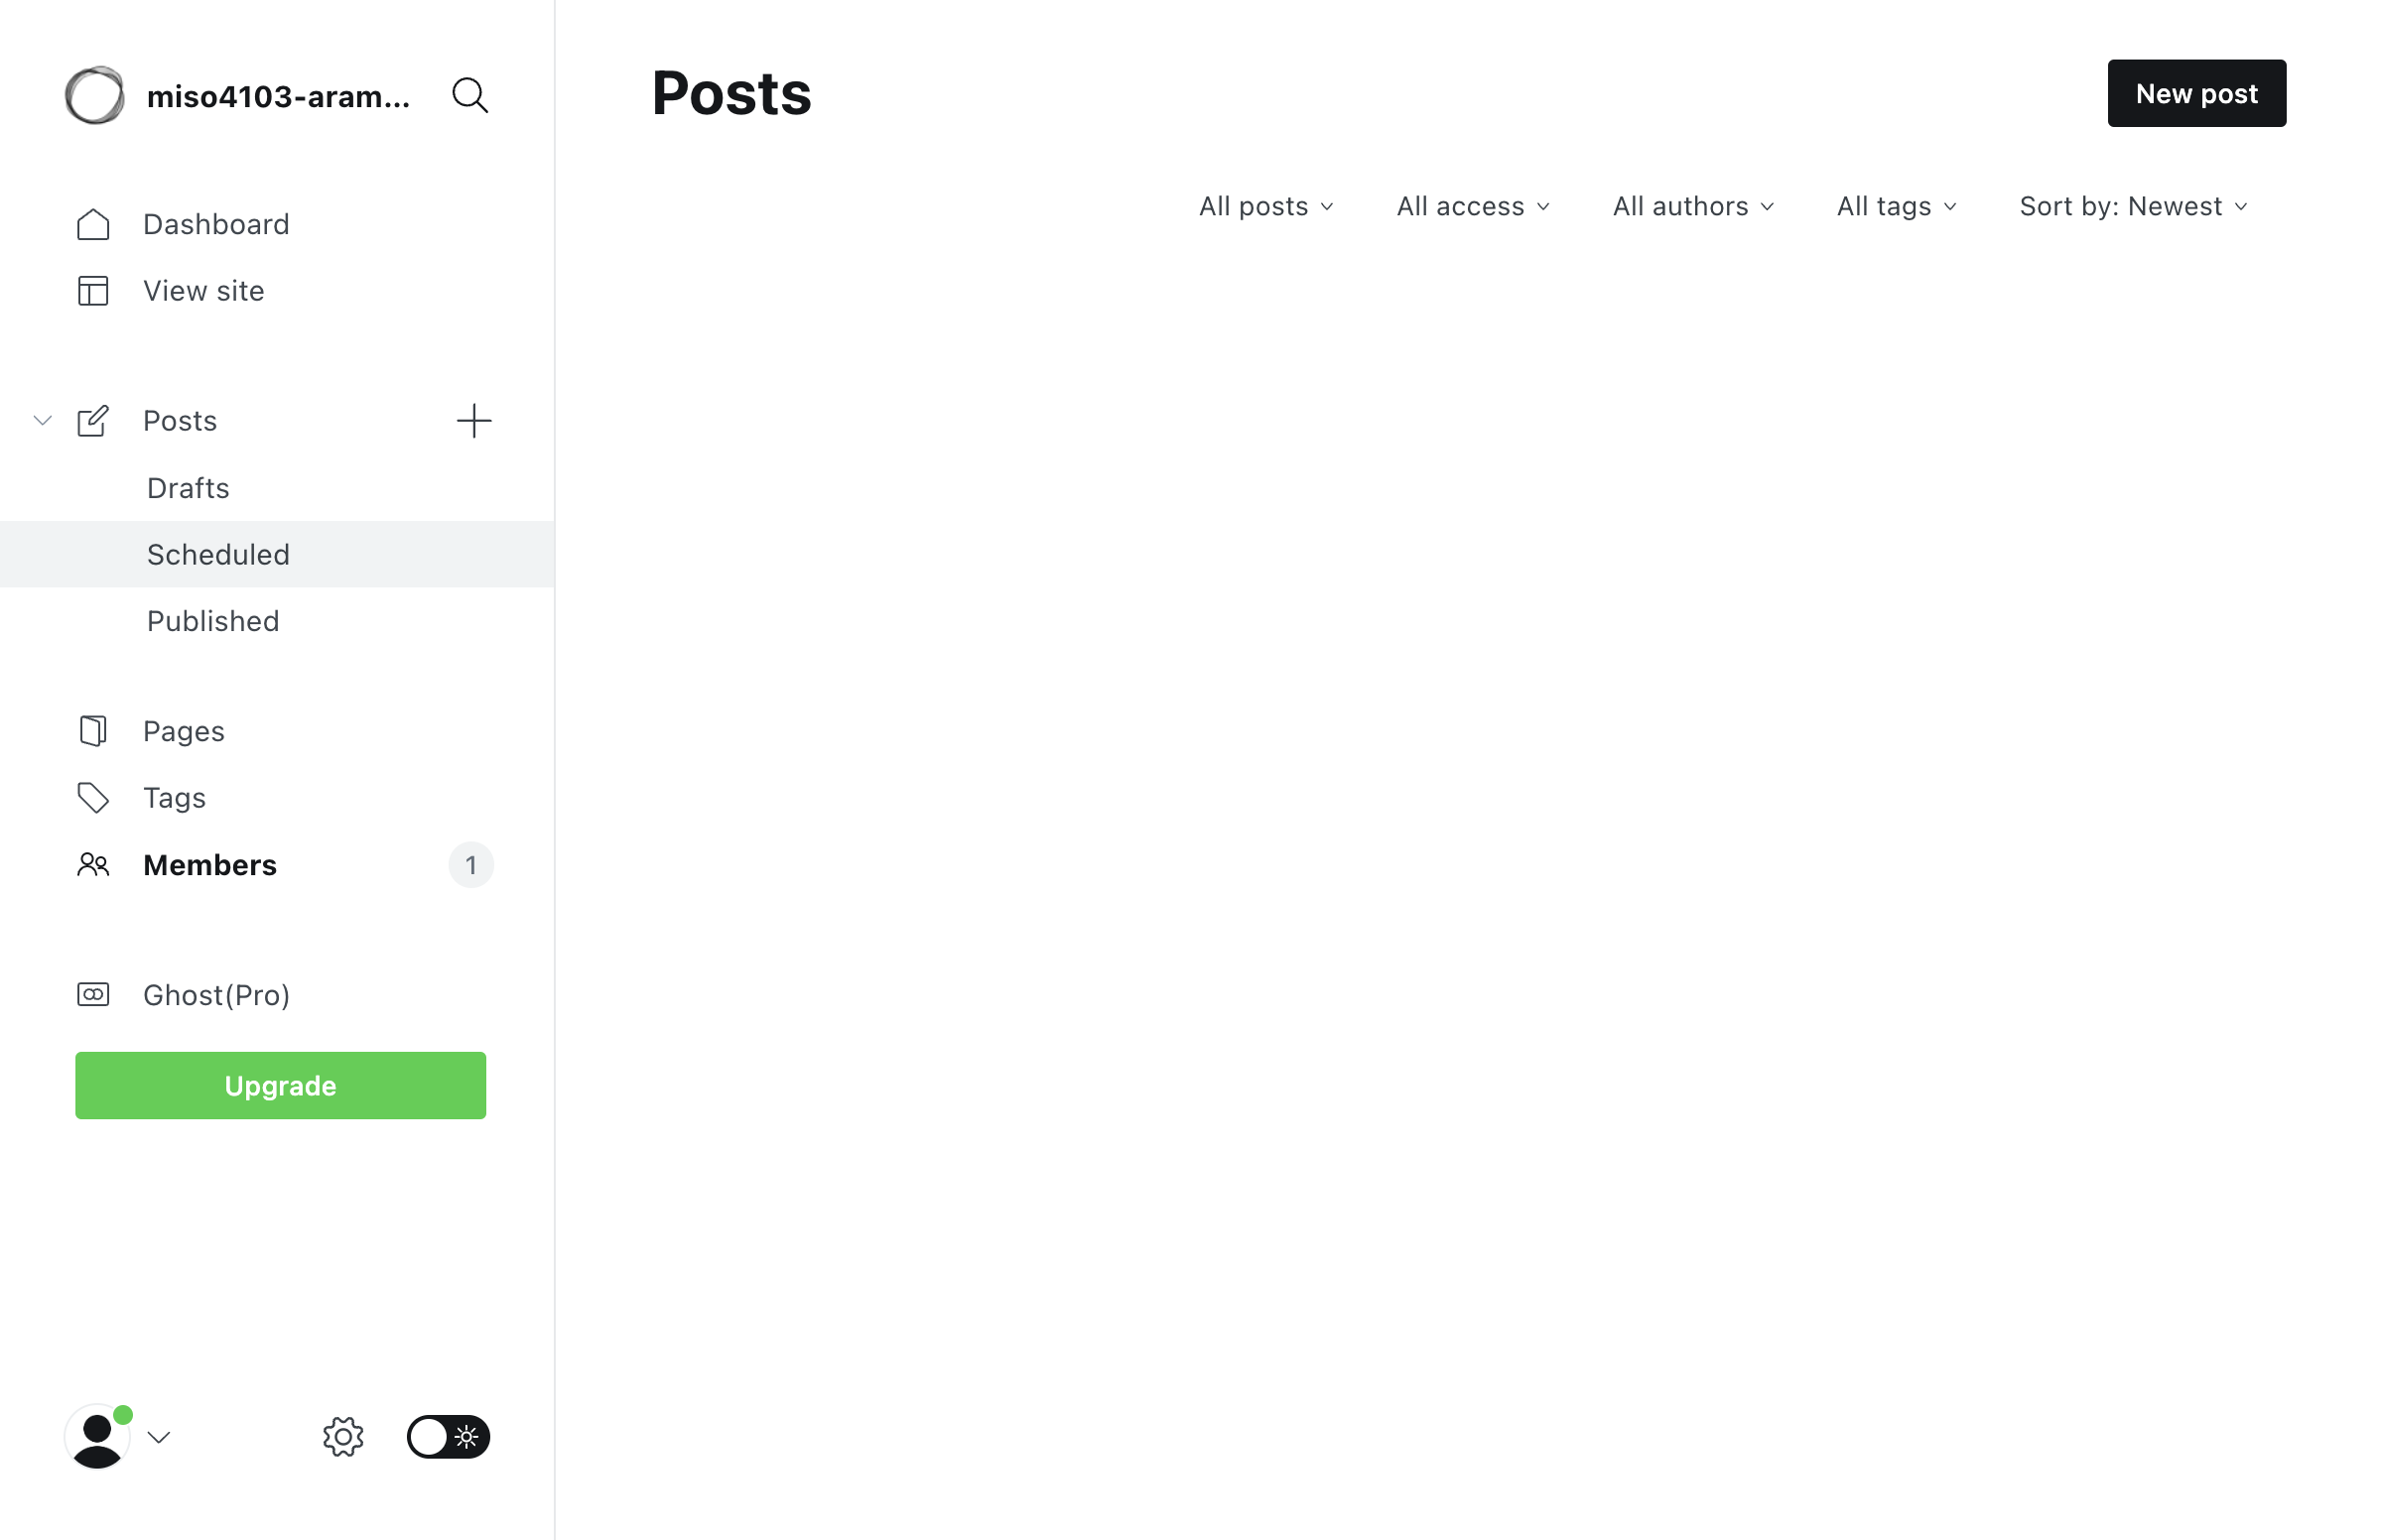 miso4103-aram...
Dashboard
View site
Posts
Drafts
Scheduled
Published
Pages
Tags
Members 1
Ghost(Pro)
Upgrade
Posts
New post
All posts All access All authors All tags Sort by: Newest